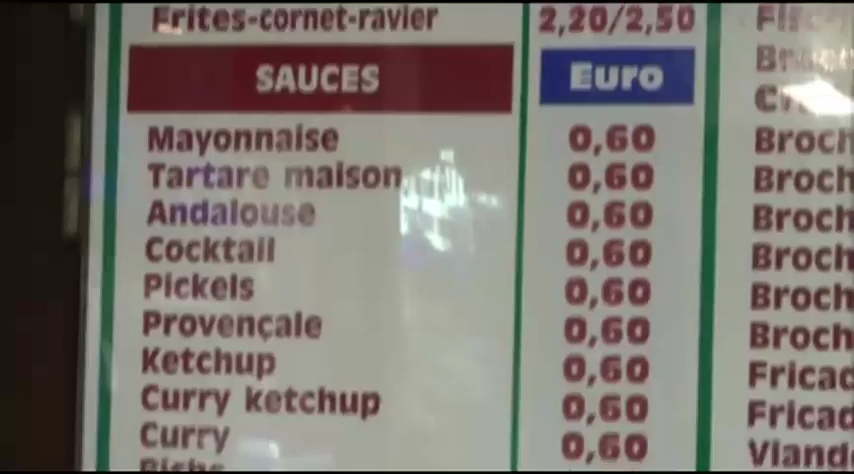 Frites-cornet-ravier 2,20/2,50
SAUCES Euro
Mayonnaise 0,60 Broch
Tartare maison 0,60 Broch
Andalouse 0,60 Broch
Cocktail 0,60 Broch
Pickels 0,60 Broch
Provençale 0,60 Broch
Ketchup 0,60 Fricad
Curry ketchup 0,60 Fricad
Curry 0,60 Viand